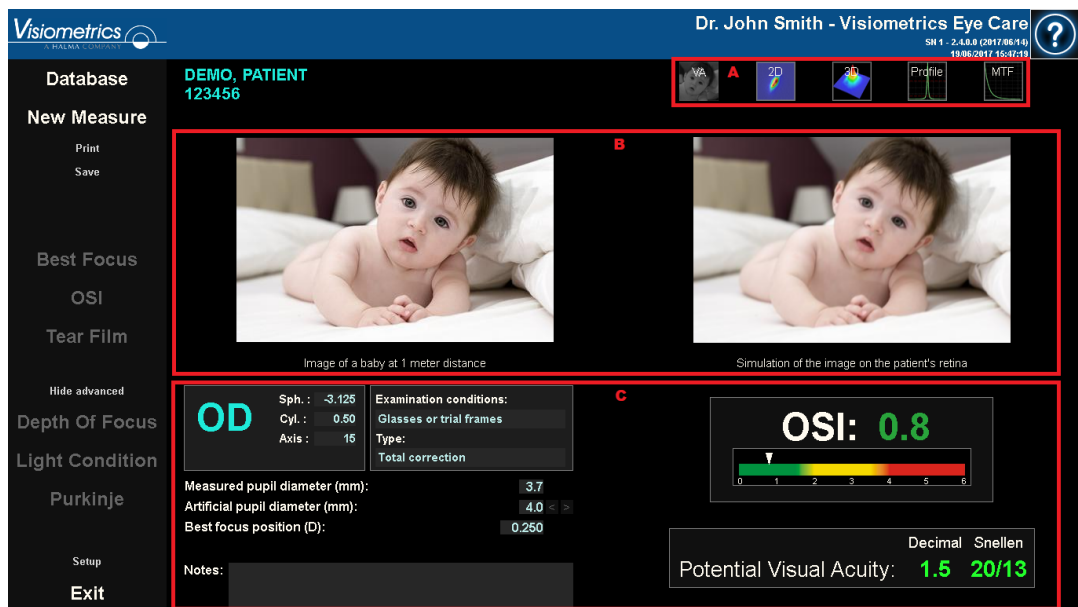 Visiometrics
A HALMA COMPANY
Dr. John Smith - Visiometrics Eye Care
SN 1 - 2.4.0.0 (2017/06/14)
19/06/2017 15:47:19
?
Database
New Measure
Print
Save
Best Focus
OSI
Tear Film
Hide advanced
Depth Of Focus
Light Condition
Purkinje
Setup
Exit
DEMO, PATIENT
123456
VA A 2D 3D Profile MTF
B
Image of a baby at 1 meter distance
Simulation of the image on the patient's retina
C
OD
Sph. : -3.125
Cyl. : 0.50
Axis : 15
Examination conditions:
Glasses or trial frames
Type:
Total correction
Measured pupil diameter (mm): 3.7
Artificial pupil diameter (mm): 4.0 < >
Best focus position (D): 0.250
Notes:
OSI: 0.8
0 1 2 3 4 5 6
Decimal Snellen
Potential Visual Acuity: 1.5 20/13